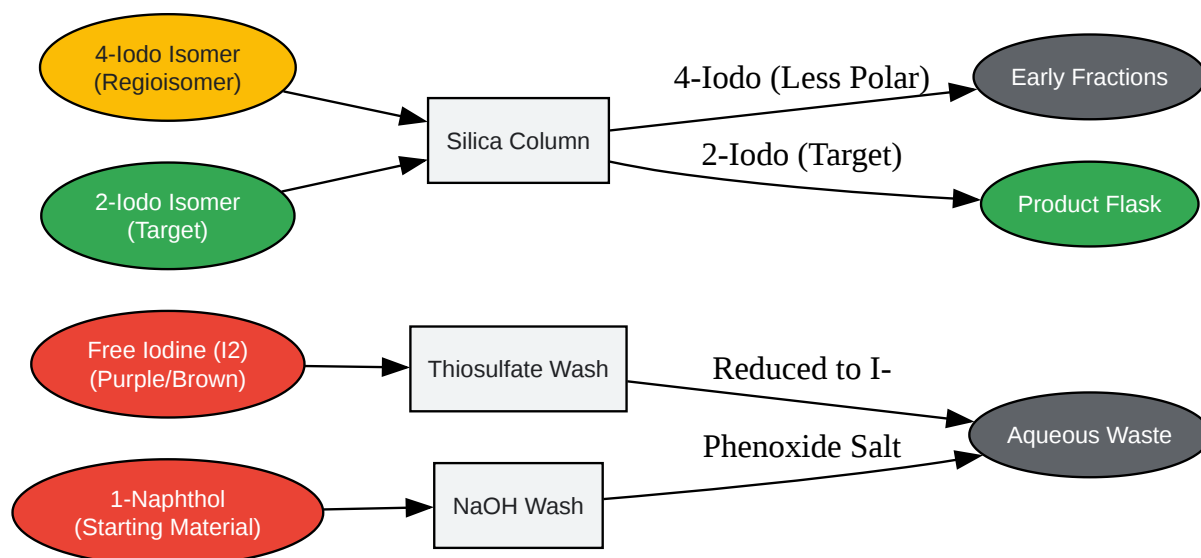 4-Iodo Isomer
(Regioisomer)
Silica Column
4-Iodo (Less Polar)
Early Fractions
2-Iodo Isomer
(Target)
2-Iodo (Target)
Product Flask
Free Iodine (I2)
(Purple/Brown)
Thiosulfate Wash
Reduced to I-
Aqueous Waste
1-Naphthol
(Starting Material)
NaOH Wash
Phenoxide Salt